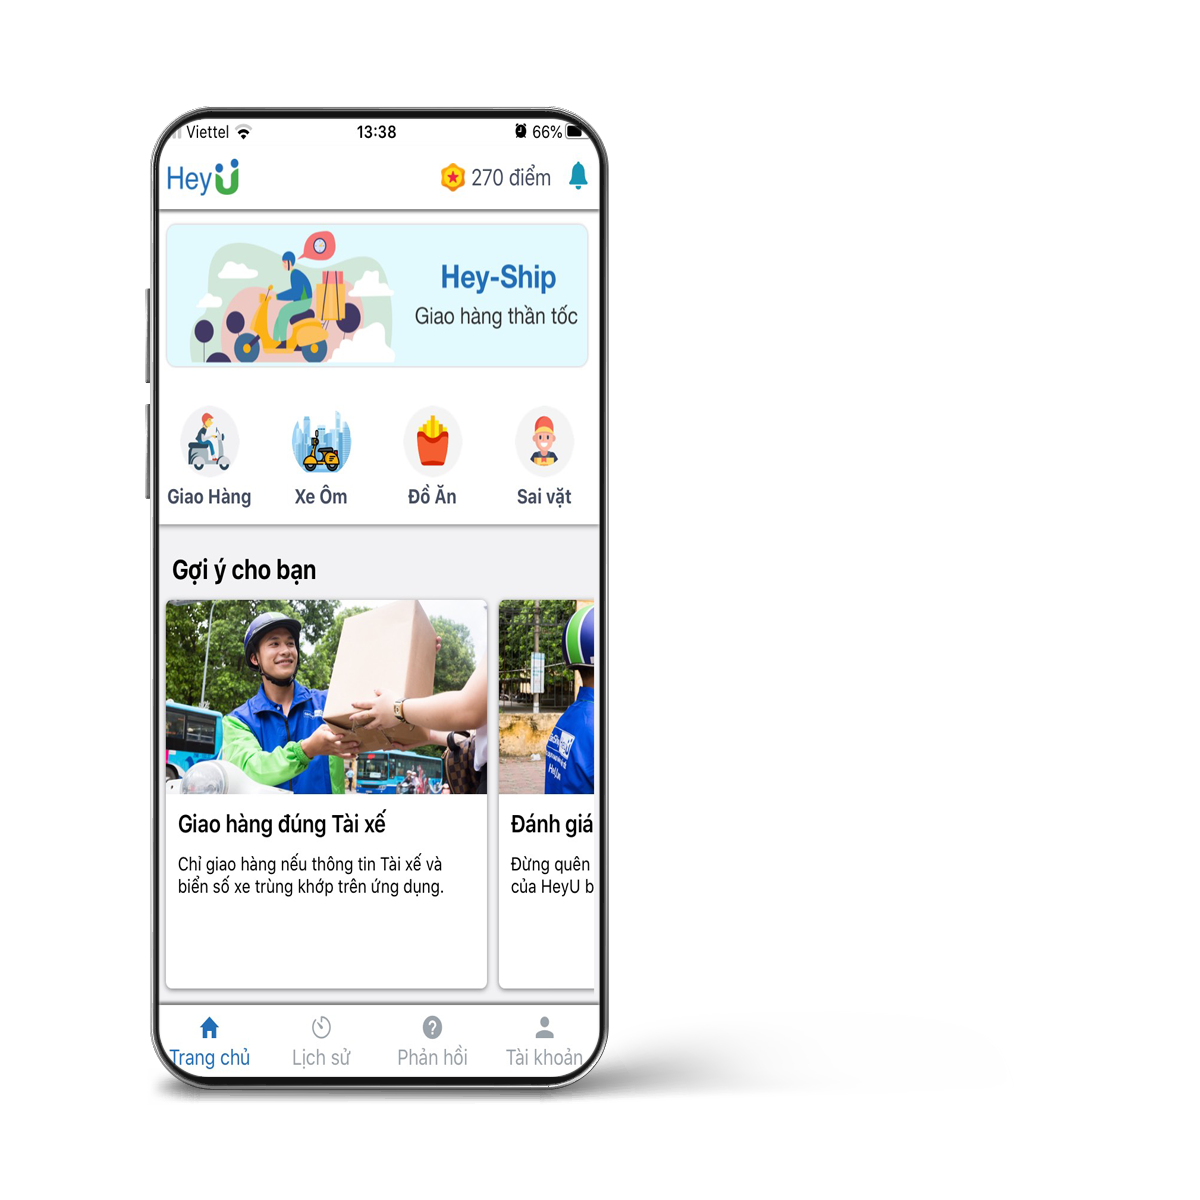 Viettel 13:38 66%
HeyU 270 điểm
Hey-Ship
Giao hàng thần tốc
Giao Hàng Xe Ôm Đồ Ăn Sai vặt
Gợi ý cho bạn
HeyU
Giao hàng đúng Tài xế Đánh giá
Chỉ giao hàng nếu thông tin Tài xế và Đừng quên
biển số xe trùng khớp trên ứng dụng. của HeyU b
Trang chủ Lịch sử Phản hồi Tài khoản